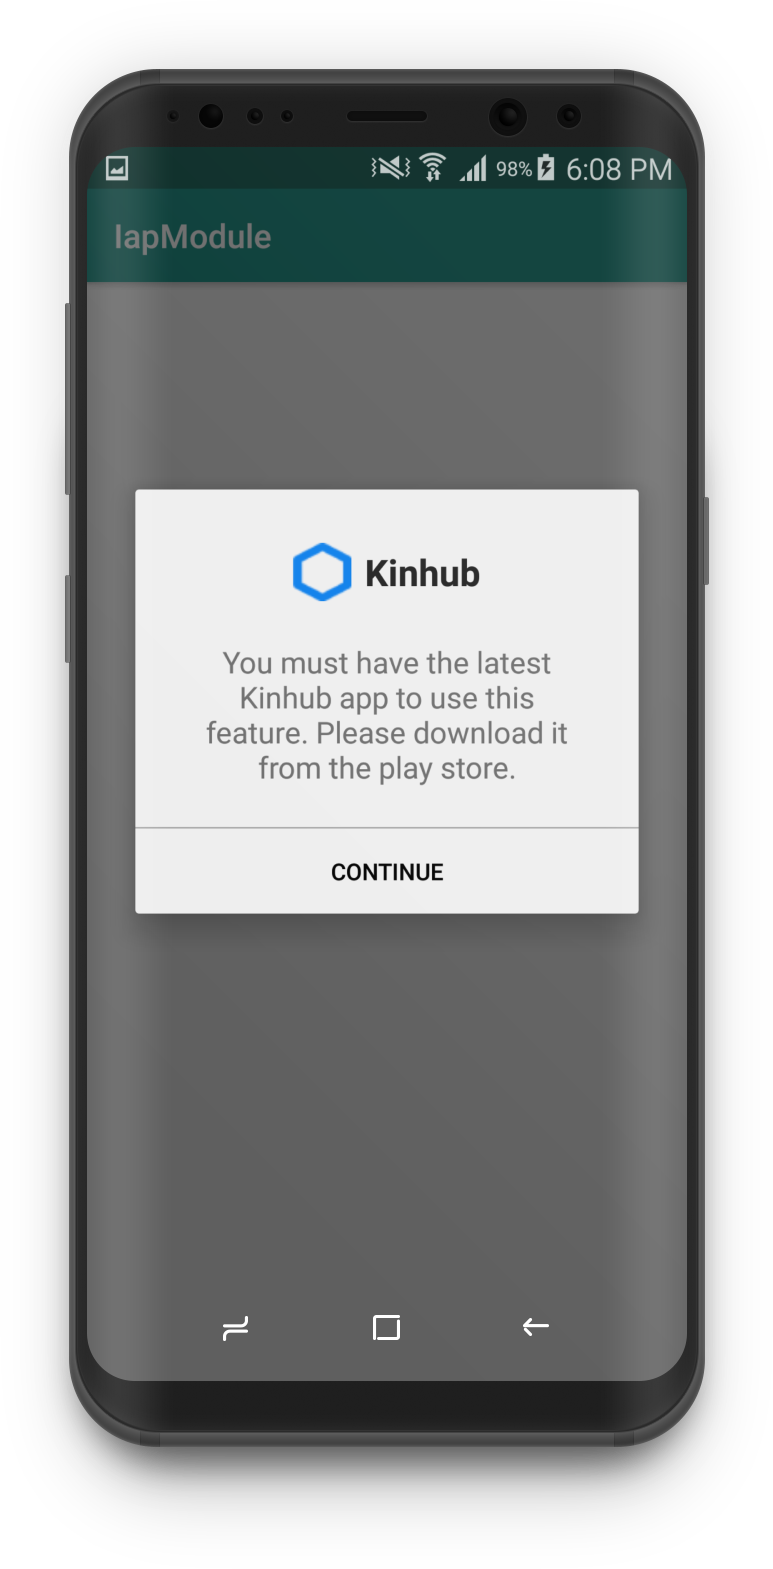 98% 6:08 PM
IapModule
Kinhub
You must have the latest
Kinhub app to use this
feature. Please download it
from the play store.
CONTINUE